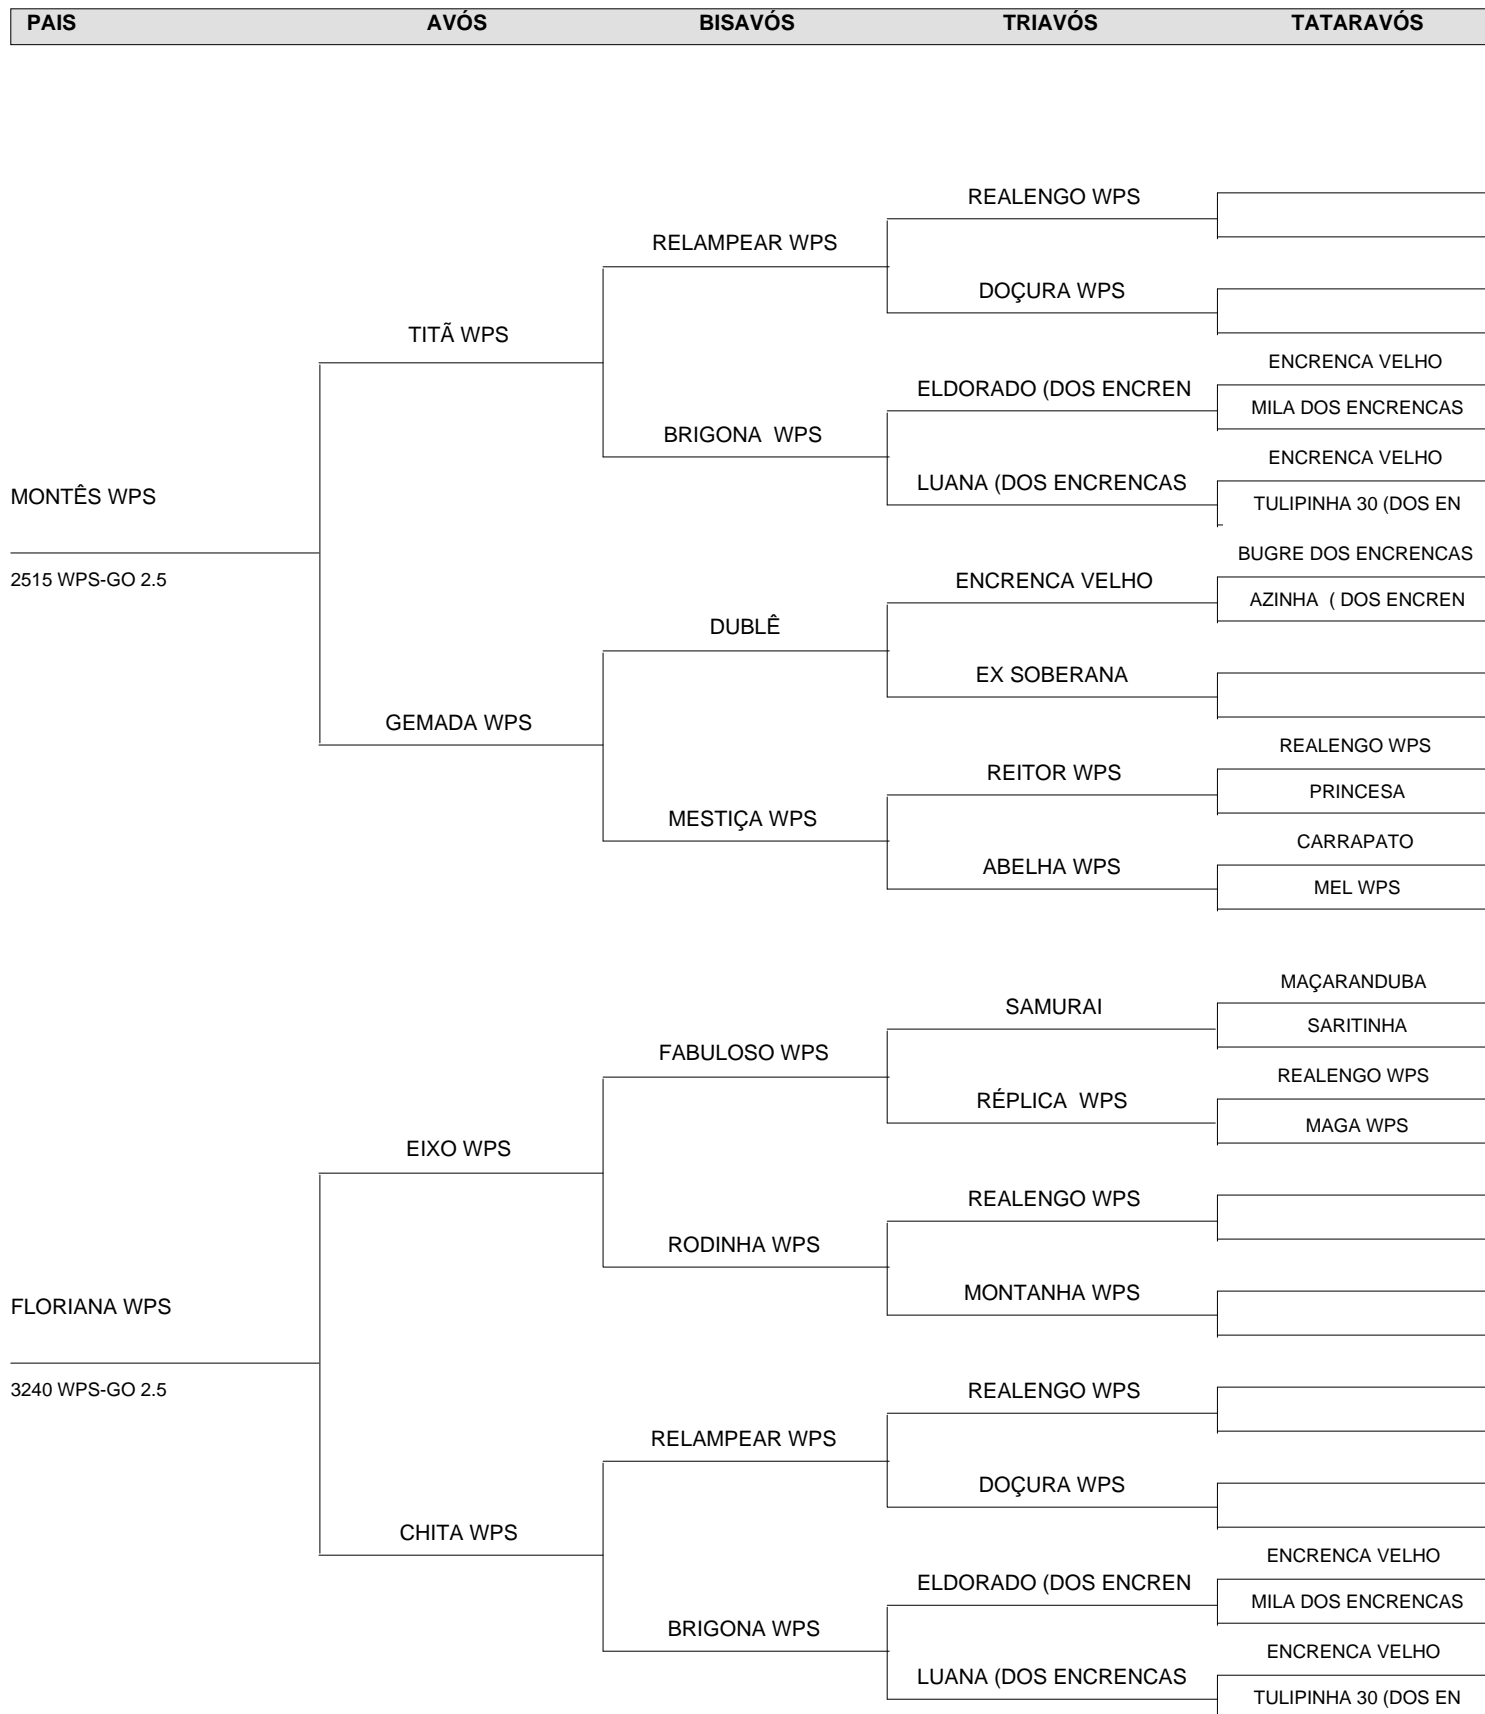 PAIS AVÓS BISAVÓS TRIAVÓS TATARAVÓS
REALENGO WPS
RELAMPEAR WPS
DOÇURA WPS
TITÃ WPS
ENCRENCA VELHO
ELDORADO (DOS ENCREN
MILA DOS ENCRENCAS
BRIGONA  WPS
ENCRENCA VELHO
LUANA (DOS ENCRENCAS
MONTÊS WPS
TULIPINHA 30 (DOS EN
BUGRE DOS ENCRENCAS
2515 WPS-GO 2.5
ENCRENCA VELHO
AZINHA  ( DOS ENCREN
DUBLÊ
EX SOBERANA
GEMADA WPS
REALENGO WPS
REITOR WPS
PRINCESA
MESTIÇA WPS
CARRAPATO
ABELHA WPS
MEL WPS
MAÇARANDUBA
SAMURAI
SARITINHA
FABULOSO WPS
REALENGO WPS
RÉPLICA  WPS
MAGA WPS
EIXO WPS
REALENGO WPS
RODINHA WPS
MONTANHA WPS
FLORIANA WPS
3240 WPS-GO 2.5
REALENGO WPS
RELAMPEAR WPS
DOÇURA WPS
CHITA WPS
ENCRENCA VELHO
ELDORADO (DOS ENCREN
MILA DOS ENCRENCAS
BRIGONA WPS
ENCRENCA VELHO
LUANA (DOS ENCRENCAS
TULIPINHA 30 (DOS EN